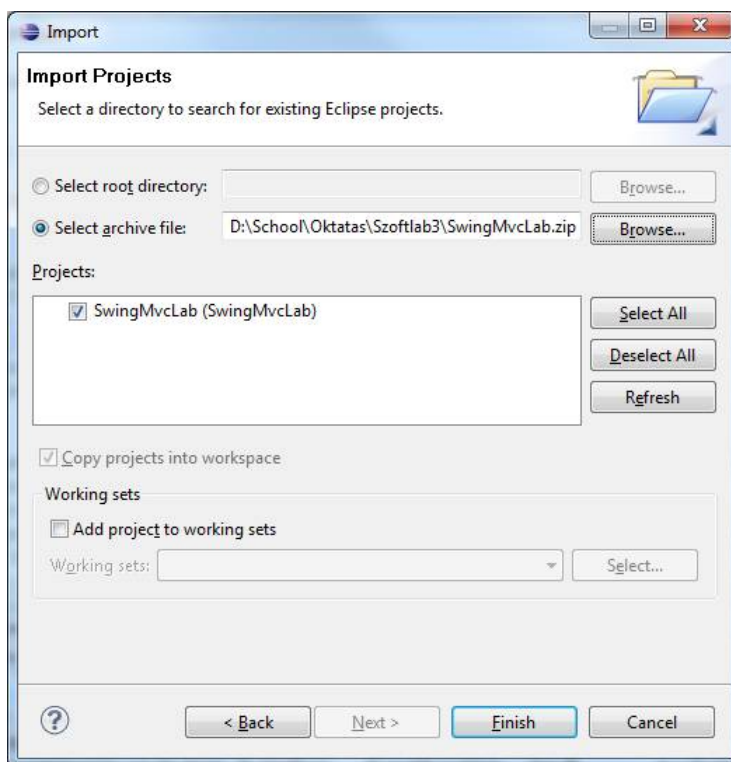 Import
Import Projects
Select a directory to search for existing Eclipse projects.
Select root directory:
Browse...
Select archive file:
D:\School\Oktatas\Szoftlab3\SwingMvcLab.zip
Browse...
Projects:
SwingMvcLab (SwingMvcLab)
Select All
Deselect All
Refresh
Copy projects into workspace
Working sets
Add project to working sets
Working sets:
Select...
?
< Back
Next >
Finish
Cancel